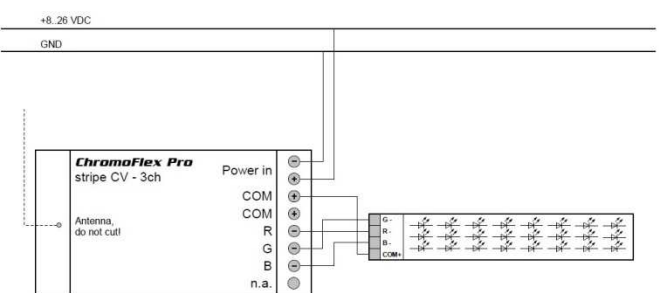 +8..26 VDC
GND
ChromoFlex Pro
stripe CV - 3ch
Power in
COM
COM
Antenna,
do not cut!
R
G
B
n.a.
G -
R -
B -
COM+